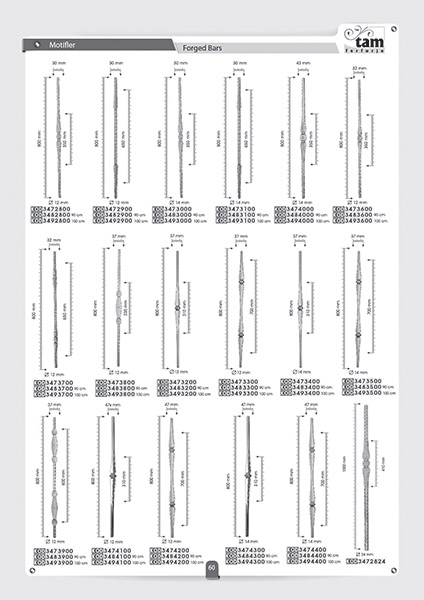 Motifler
Forged Bars
tam
ferforje
30 mm 30 mm 30 mm 30 mm 43 mm 32 mm
800 mm 350 mm 800 mm 650 mm 800 mm 350 mm 800 mm 650 mm 800 mm 350 mm 800 mm 350 mm
Ø 12 mm Ø 12 mm Ø 12 mm Ø 12 mm Ø 14 mm Ø 12 mm
3472800 3472900 3473000 3473100 3474000 3473600
3482800 90 cm 3482900 90 cm 3483000 90 cm 3483100 90 cm 3484000 90 cm 3483600 90 cm
3492800 100 cm 3492900 100 cm 3493000 100 cm 3493100 100 cm 3494000 100 cm 3493600 100 cm
32 mm 37 mm 37 mm 37 mm 37 mm 37 mm
800 mm 650 mm 800 mm 800 mm 310 mm 800 mm 700 mm 800 mm 310 mm 800 mm 700 mm
Ø 12 mm Ø 12 mm Ø 12 mm Ø 12 mm Ø 14 mm Ø 14 mm
3473700 3473800 3473200 3473300 3473400 3473500
3483700 90 cm 3483800 90 cm 3483200 90 cm 3483300 90 cm 3483400 90 cm 3483500 90 cm
3493700 100 cm 3493800 100 cm 3493200 100 cm 3493300 100 cm 3493400 100 cm 3493500 100 cm
37 mm 47x mm 47 mm 47 mm 47 mm
800 mm 600 mm 800 mm 310 mm 800 mm 700 mm 800 mm 310 mm 800 mm 700 mm 1000 mm 410 mm
Ø 12 mm Ø 12 mm Ø 12 mm Ø 14 mm Ø 14 mm
3473900 3474100 3474200 3474300 3474400
3483900 90 cm 3484100 90 cm 3484200 90 cm 3484300 90 cm 3484400 90 cm
3493900 100 cm 3494100 100 cm 3494200 100 cm 3494300 100 cm 3494400 100 cm 3472824
60